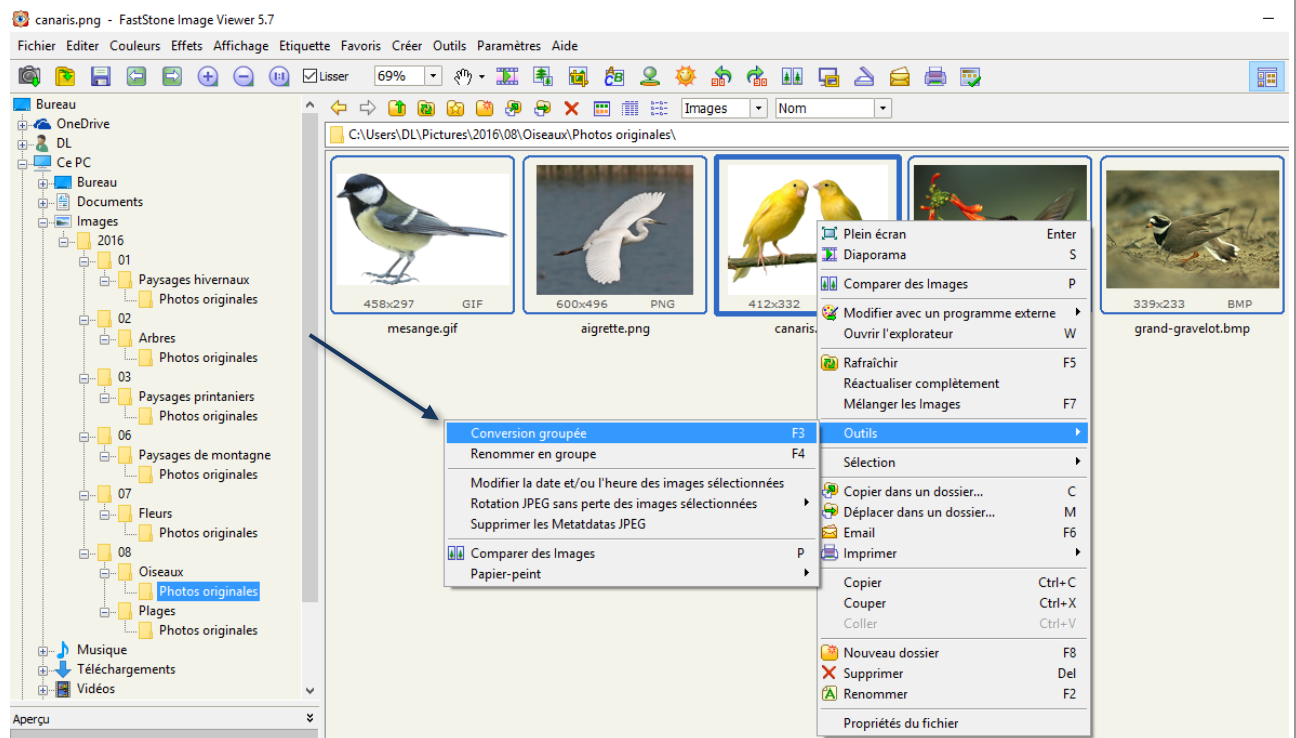 canaris.png - FastStone Image Viewer 5.7
Fichier Editer Couleurs Effets Affichage Etiquette Favoris Créer Outils Paramètres Aide
Lisser 69%
Images Nom
C:\Users\DL\Pictures\2016\08\Oiseaux\Photos originales\
Bureau
OneDrive
DL
Ce PC
Bureau
Documents
Images
2016
01
Paysages hivernaux
Photos originales
02
Arbres
Photos originales
03
Paysages printaniers
Photos originales
06
Paysages de montagne
Photos originales
07
Fleurs
Photos originales
08
Oiseaux
Photos originales
Plages
Photos originales
Musique
Téléchargements
Vidéos
Aperçu
458x297 GIF
mesange.gif
600x496 PNG
aigrette.png
412x332
canaris.
339x233 BMP
grand-gravelot.bmp
Plein écran Enter
Diaporama S
Comparer des Images P
Modifier avec un programme externe
Ouvrir l'explorateur W
Rafraîchir F5
Réactualiser complètement
Mélanger les Images F7
Outils
Sélection
Copier dans un dossier... C
Déplacer dans un dossier... M
Email F6
Imprimer
Copier Ctrl+C
Couper Ctrl+X
Coller Ctrl+V
Nouveau dossier F8
Supprimer Del
Renommer F2
Propriétés du fichier
Conversion groupée F3
Renommer en groupe F4
Modifier la date et/ou l'heure des images sélectionnées
Rotation JPEG sans perte des images sélectionnées
Supprimer les Metatdatas JPEG
Comparer des Images P
Papier-peint